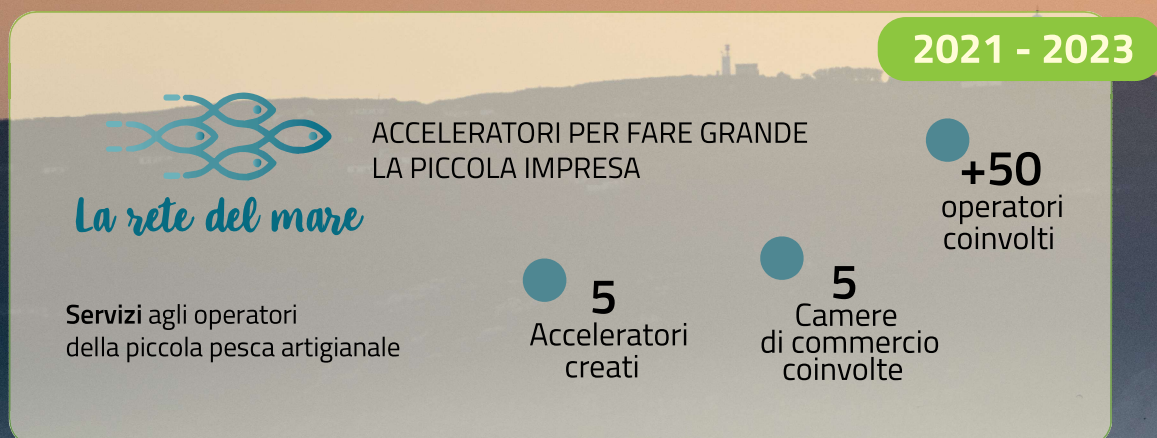 2021 - 2023
ACCELERATORI PER FARE GRANDE
LA PICCOLA IMPRESA
La rete del mare
+50
operatori
coinvolti
5
Acceleratori
creati
5
Camere
di commercio
coinvolte
Servizi agli operatori
della piccola pesca artigianale